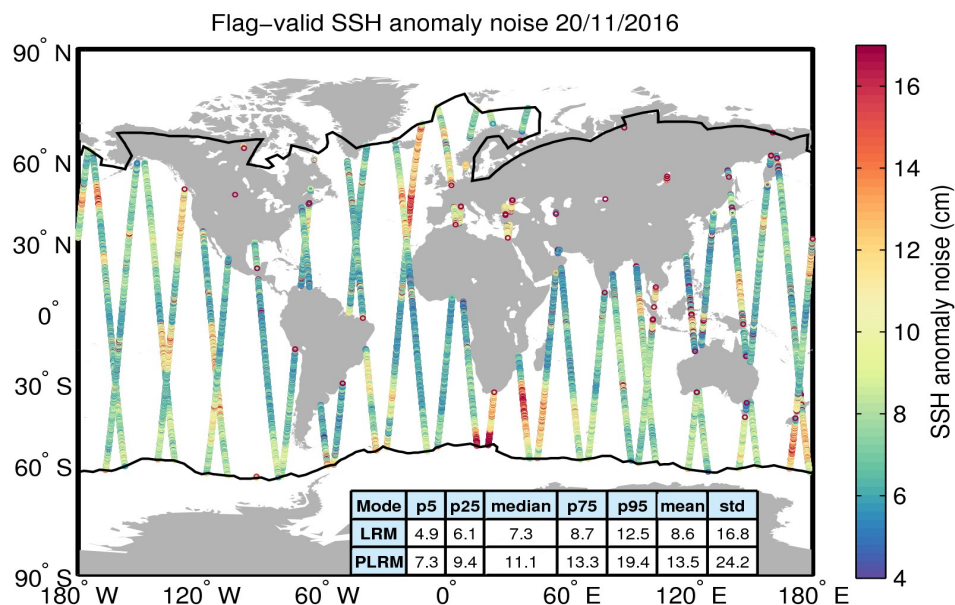 Flag–valid SSH anomaly noise 20/11/2016
90° N
60° N
30° N
0°
30° S
60° S
90° S
180° W
120° W
60° W
0°
60° E
120° E
180° E
Mode p5 p25 median p75 p95 mean std
LRM 4.9 6.1 7.3 8.7 12.5 8.6 16.8
PLRM 7.3 9.4 11.1 13.3 19.4 13.5 24.2
16
14
12
10
8
6
4
SSH anomaly noise (cm)